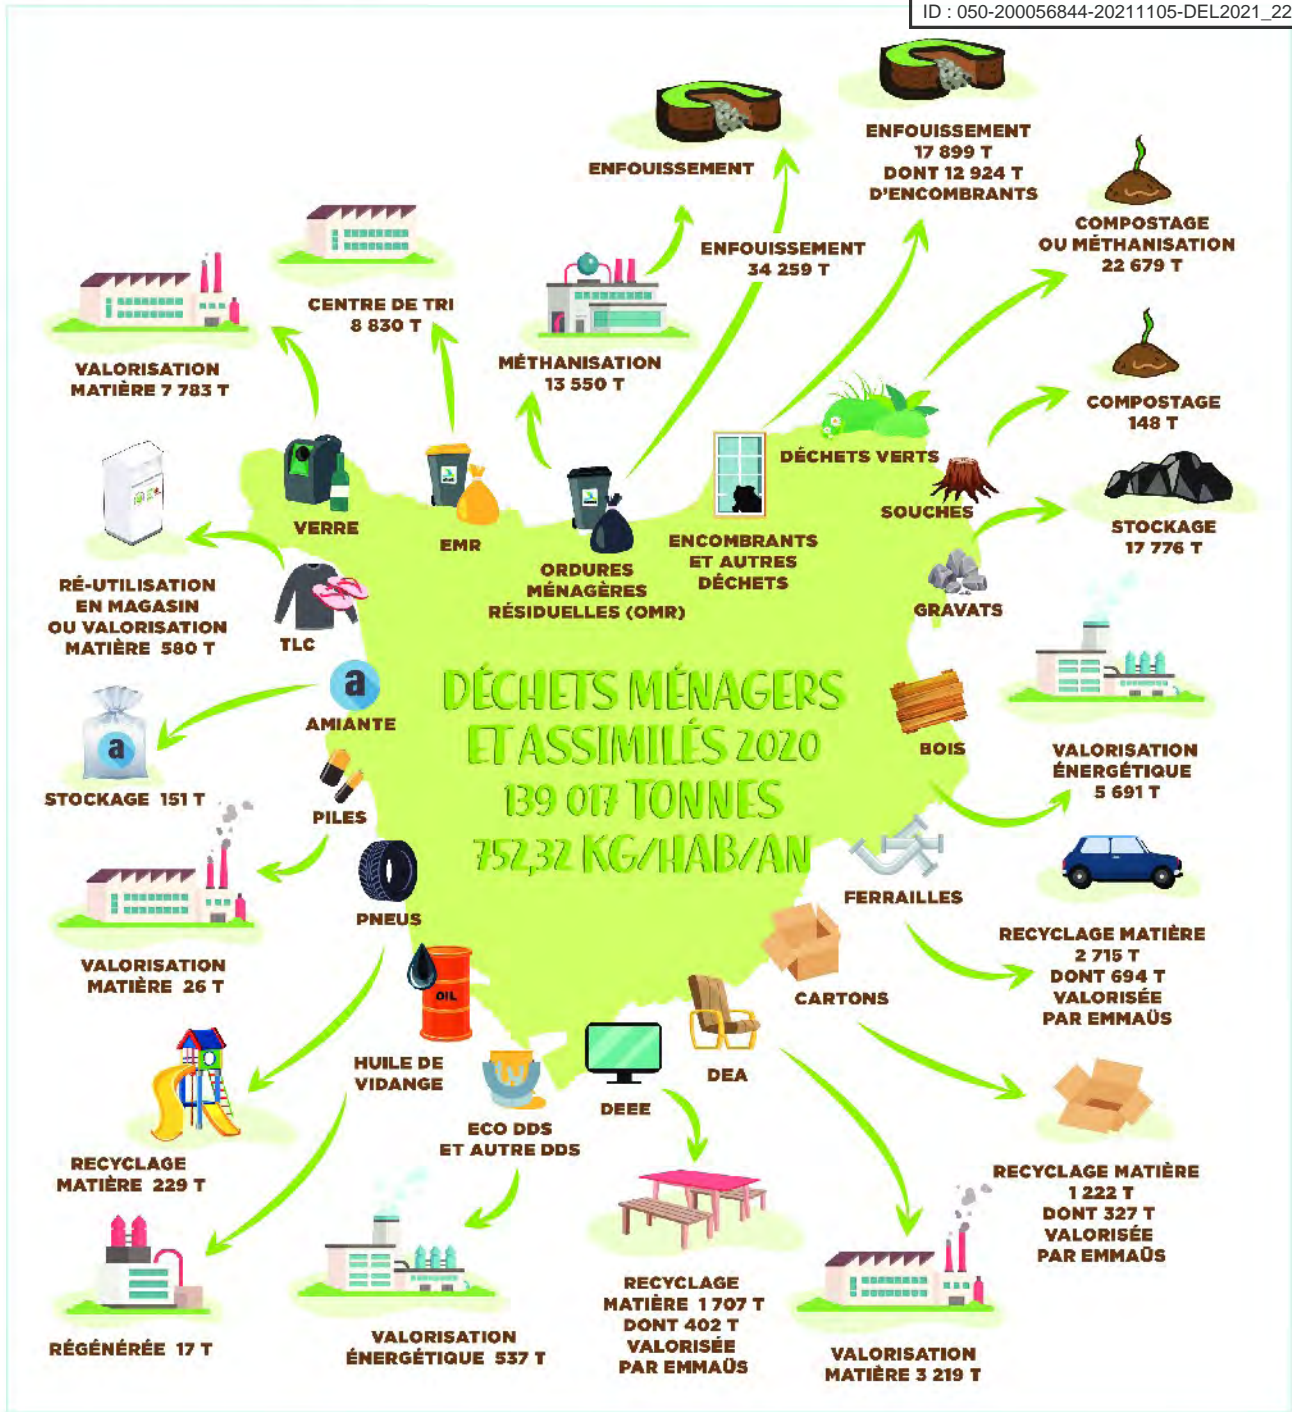 ID : 050-200056844-20211105-DEL2021_22
ENFOUISSEMENT
ENFOUISSEMENT
17 899 T
DONT 12 924 T
D'ENCOMBRANTS
COMPOSTAGE
OU MÉTHANISATION
22 679 T
ENFOUISSEMENT
34 259 T
CENTRE DE TRI
8 830 T
MÉTHANISATION
13 550 T
VALORISATION
MATIÈRE 7 783 T
COMPOSTAGE
148 T
VERRE
EMR
ORDURES
MÉNAGÈRES
RÉSIDUELLES (OMR)
ENCOMBRANTS
ET AUTRES
DÉCHETS
DÉCHETS VERTS
SOUCHES
STOCKAGE
17 776 T
RÉ-UTILISATION
EN MAGASIN
OU VALORISATION
MATIÈRE 580 T
TLC
GRAVATS
a
AMIANTE
a
STOCKAGE 151 T
DÉCHETS MÉNAGERS
ET ASSIMILÉS 2020
139 017 TONNES
752,32 KG/HAB/AN
BOIS
VALORISATION
ÉNERGÉTIQUE
5 691 T
PILES
VALORISATION
MATIÈRE 26 T
PNEUS
FERRAILLES
RECYCLAGE MATIÈRE
2 715 T
DONT 694 T
VALORISÉE
PAR EMMAÜS
OIL
HUILE DE
VIDANGE
CARTONS
DEA
DEEE
ECO DDS
ET AUTRE DDS
RECYCLAGE
MATIÈRE 229 T
RECYCLAGE MATIÈRE
1 222 T
DONT 327 T
VALORISÉE
PAR EMMAÜS
RÉGÉNÉRÉE 17 T
VALORISATION
ÉNERGÉTIQUE 537 T
RECYCLAGE
MATIÈRE 1 707 T
DONT 402 T
VALORISÉE
PAR EMMAÜS
VALORISATION
MATIÈRE 3 219 T